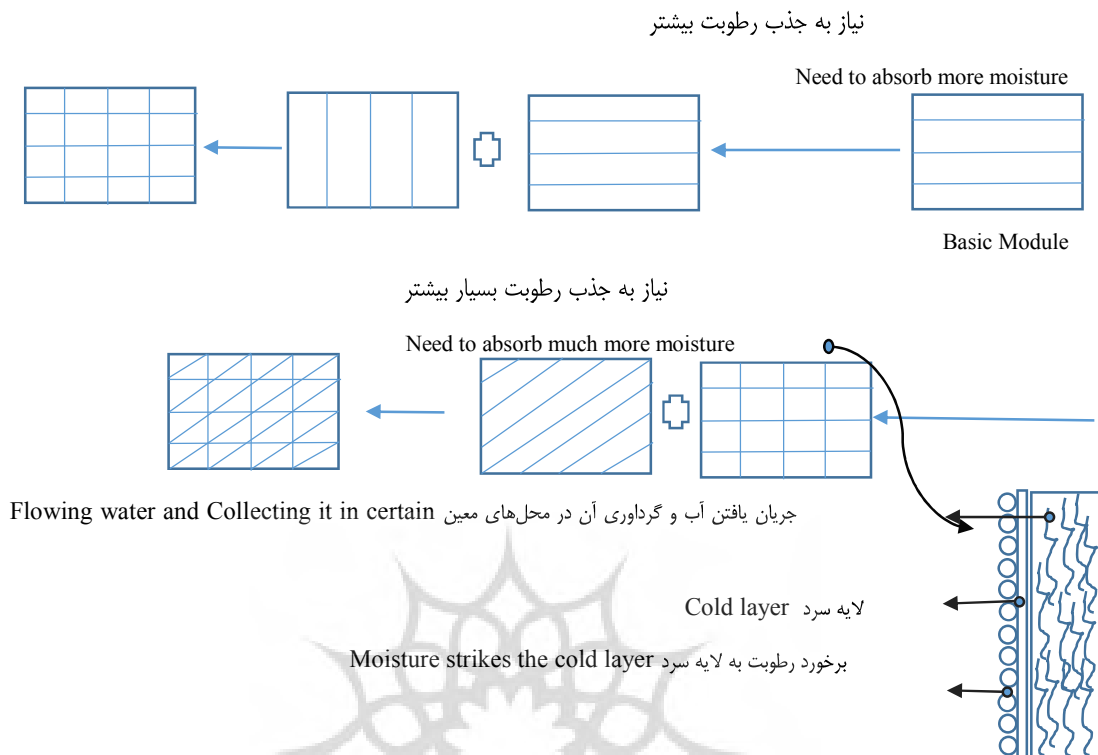 نیاز به جذب رطوبت بیشتر
Need to absorb more moisture
Basic Module
نیاز به جذب رطوبت بسیار بیشتر
Need to absorb much more moisture
جریان یافتن آب و گرداوری آن در محل‌های معین Flowing water and Collecting it in certain
لایه سرد Cold layer
برخورد رطوبت به لایه سرد Moisture strikes the cold layer